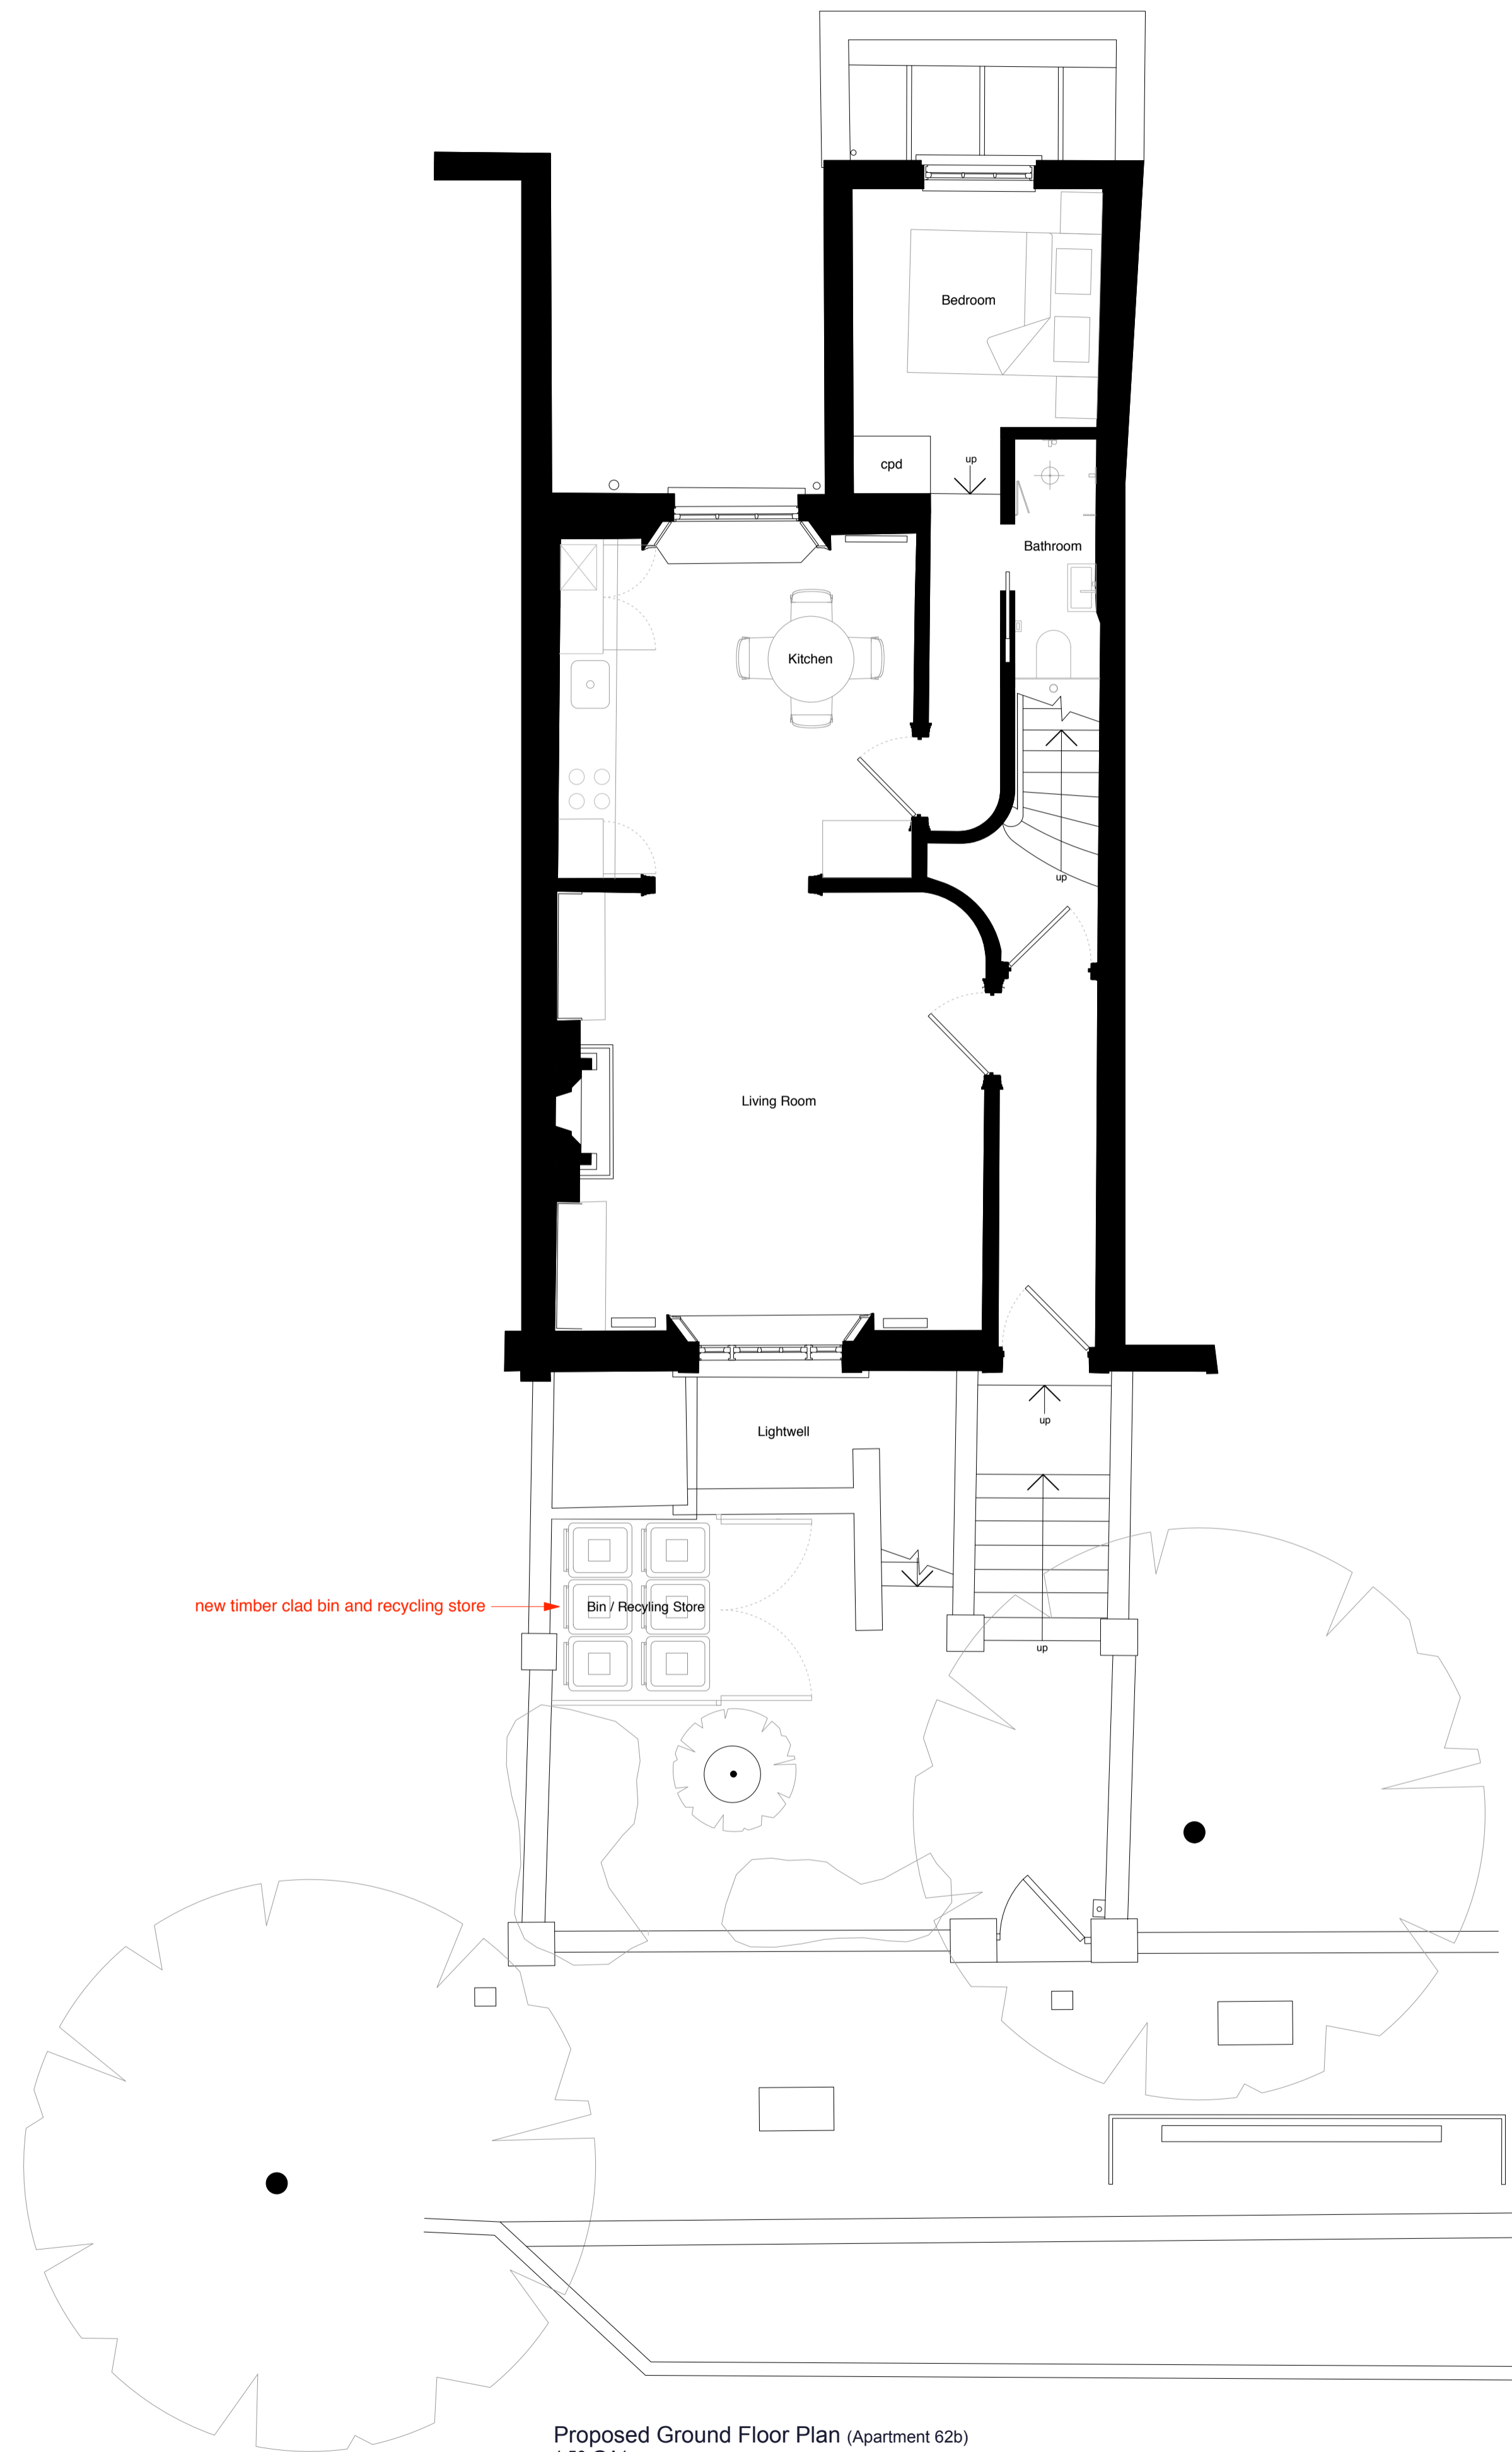 Bedroom
cpd
up
Bathroom
Kitchen
up
Living Room
up
Lightwell
new timber clad bin and recycling store
Bin / Recyling Store
up
Proposed Ground Floor Plan (Apartment 62b)